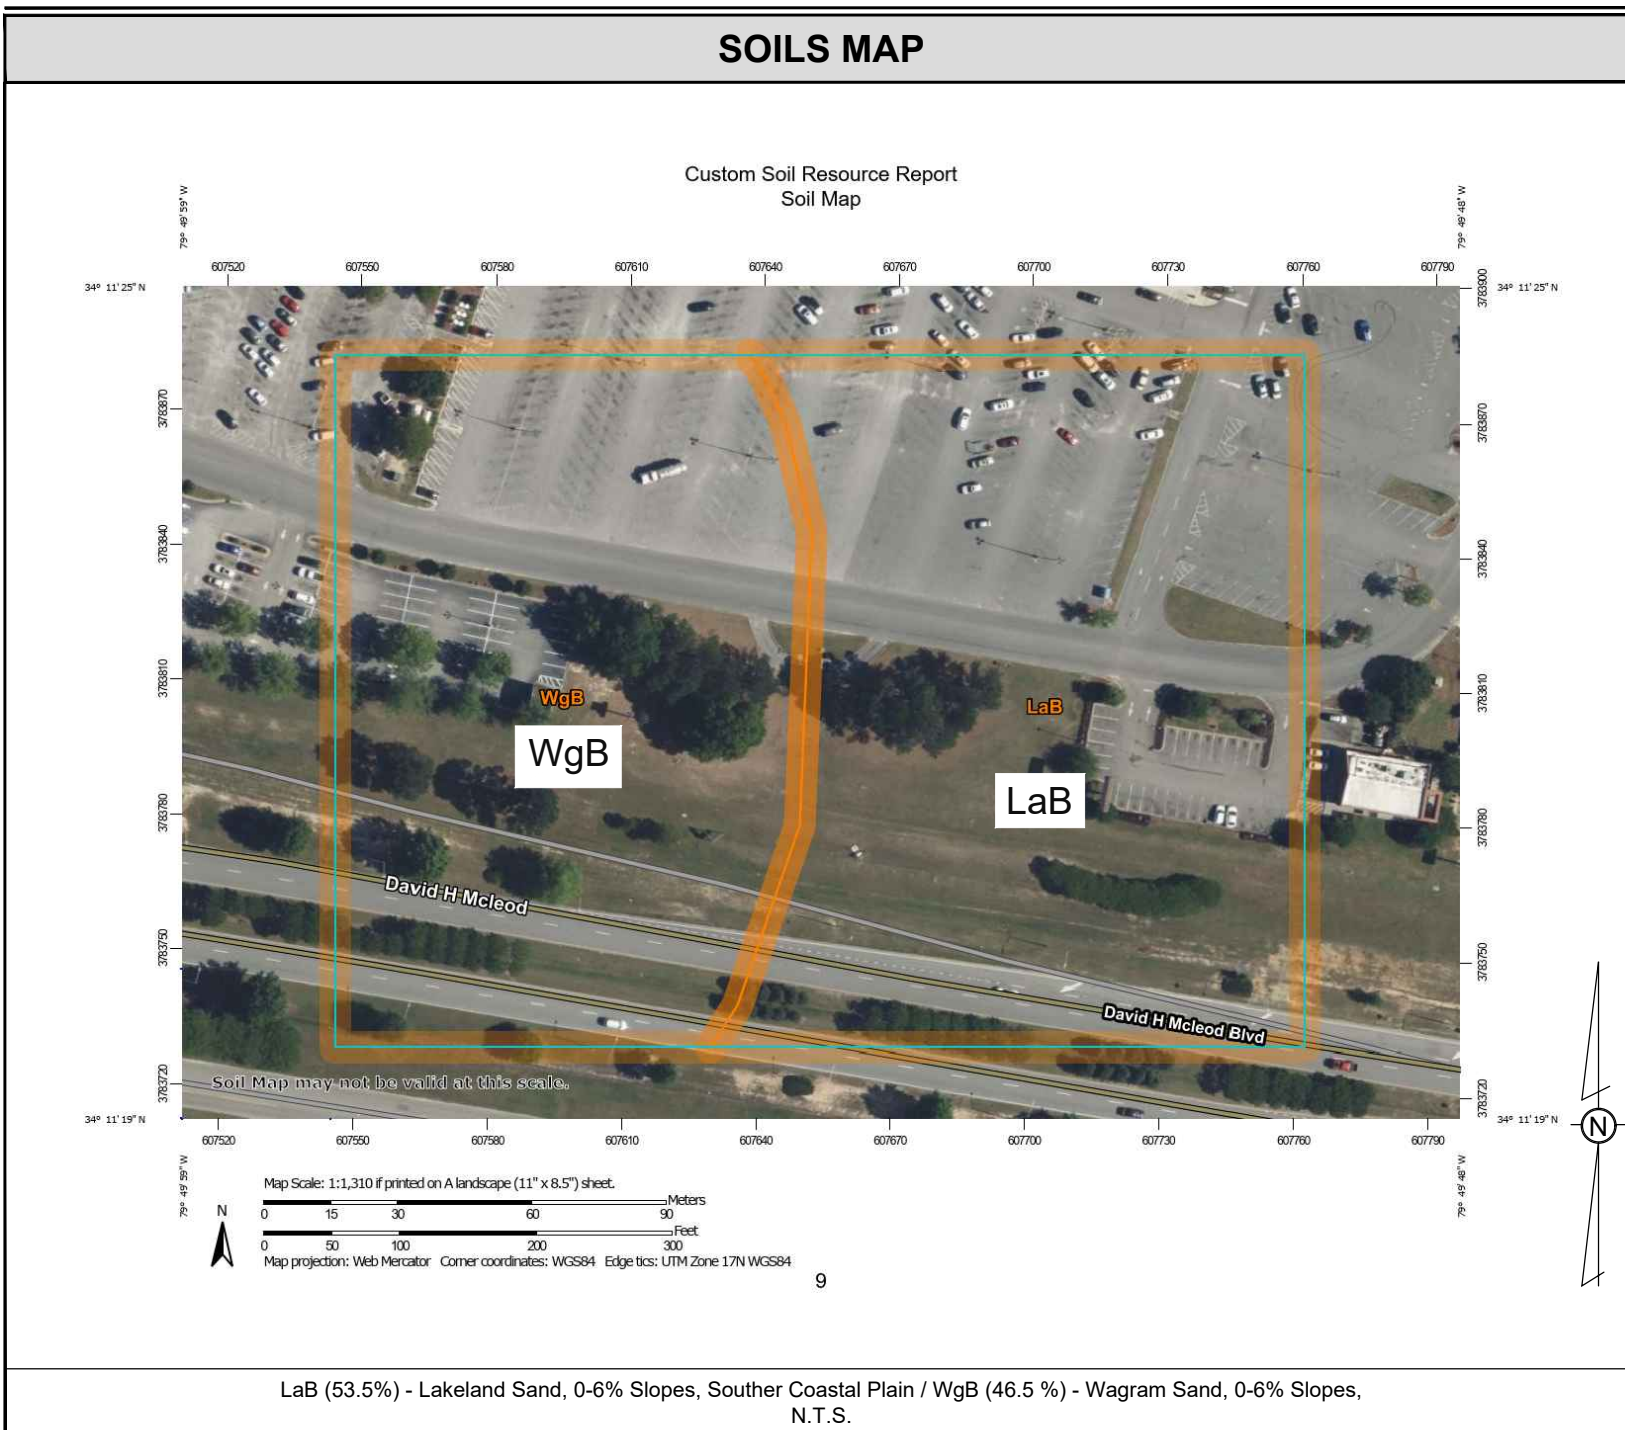 SOILS MAP
Custom Soil Resource Report
Soil Map
79° 49' 59" W
79° 49' 48" W
607520 607550 607580 607610 607640 607670 607700 607730 607760 607790
34° 11' 25" N
34° 11' 25" N
3783900
3783870
3783870
3783840
3783840
3783810
3783810
WgB
LaB
WgB
LaB
3783780
3783780
David H Mcleod
3783750
3783750
David H Mcleod Blvd
3783720
3783720
Soil Map may not be valid at this scale.
34° 11' 19" N
34° 11' 19" N
N
607520 607550 607580 607610 607640 607670 607700 607730 607760 607790
79° 49' 59" W
79° 49' 48" W
Map Scale: 1:1,310 if printed on A landscape (11" x 8.5") sheet.
N
Meters
0 15 30 60 90
Feet
0 50 100 200 300
Map projection: Web Mercator Corner coordinates: WGS84 Edge tics: UTM Zone 17N WGS84
9
LaB (53.5%) - Lakeland Sand, 0-6% Slopes, Souther Coastal Plain / WgB (46.5 %) - Wagram Sand, 0-6% Slopes,
N.T.S.